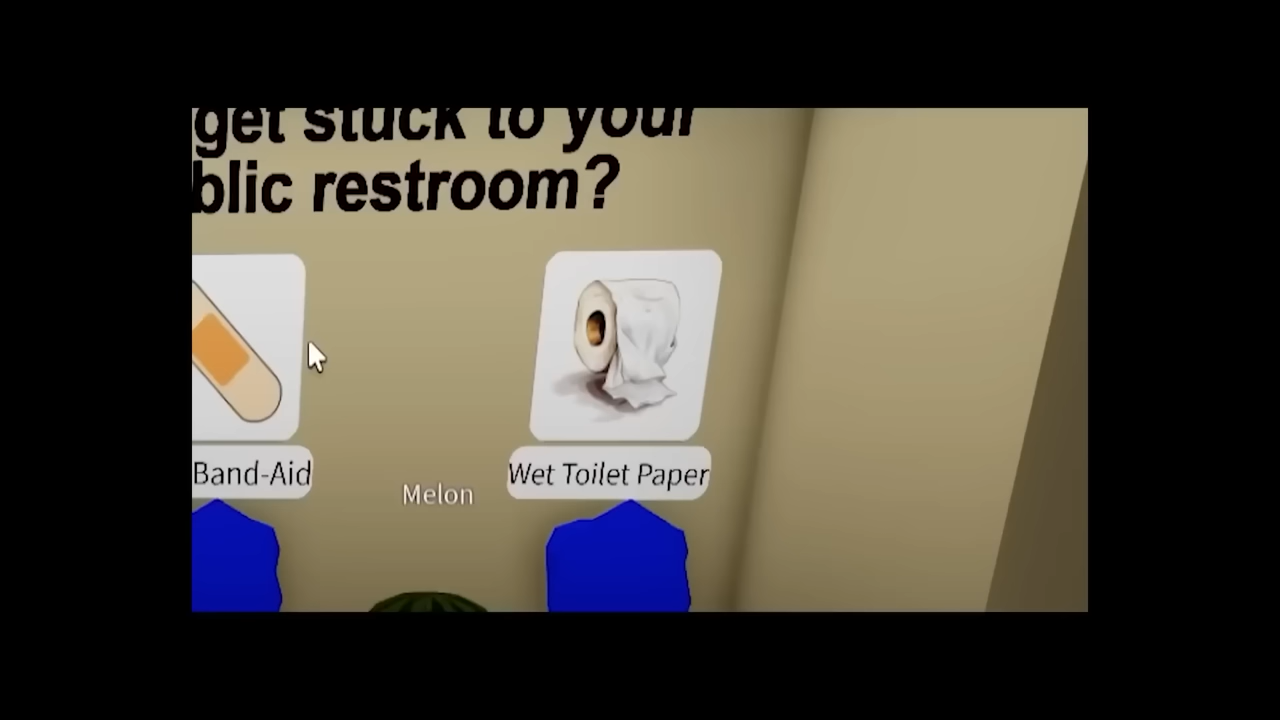 get stuck to your
blic restroom?
Band-Aid
Wet Toilet Paper
Melon